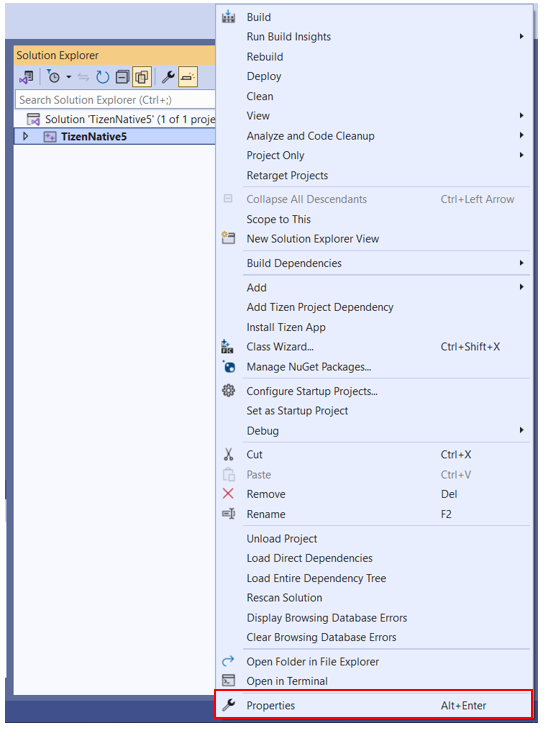 Solution Explorer
Search Solution Explorer (Ctrl+;)
Solution 'TizenNative5' (1 of 1 proje
TizenNative5
Build
Run Build Insights
Rebuild
Deploy
Clean
View
Analyze and Code Cleanup
Project Only
Retarget Projects
Collapse All Descendants Ctrl+Left Arrow
Scope to This
New Solution Explorer View
Build Dependencies
Add
Add Tizen Project Dependency
Install Tizen App
Class Wizard... Ctrl+Shift+X
Manage NuGet Packages...
Configure Startup Projects...
Set as Startup Project
Debug
Cut Ctrl+X
Paste Ctrl+V
Remove Del
Rename F2
Unload Project
Load Direct Dependencies
Load Entire Dependency Tree
Rescan Solution
Display Browsing Database Errors
Clear Browsing Database Errors
Open Folder in File Explorer
Open in Terminal
Properties Alt+Enter